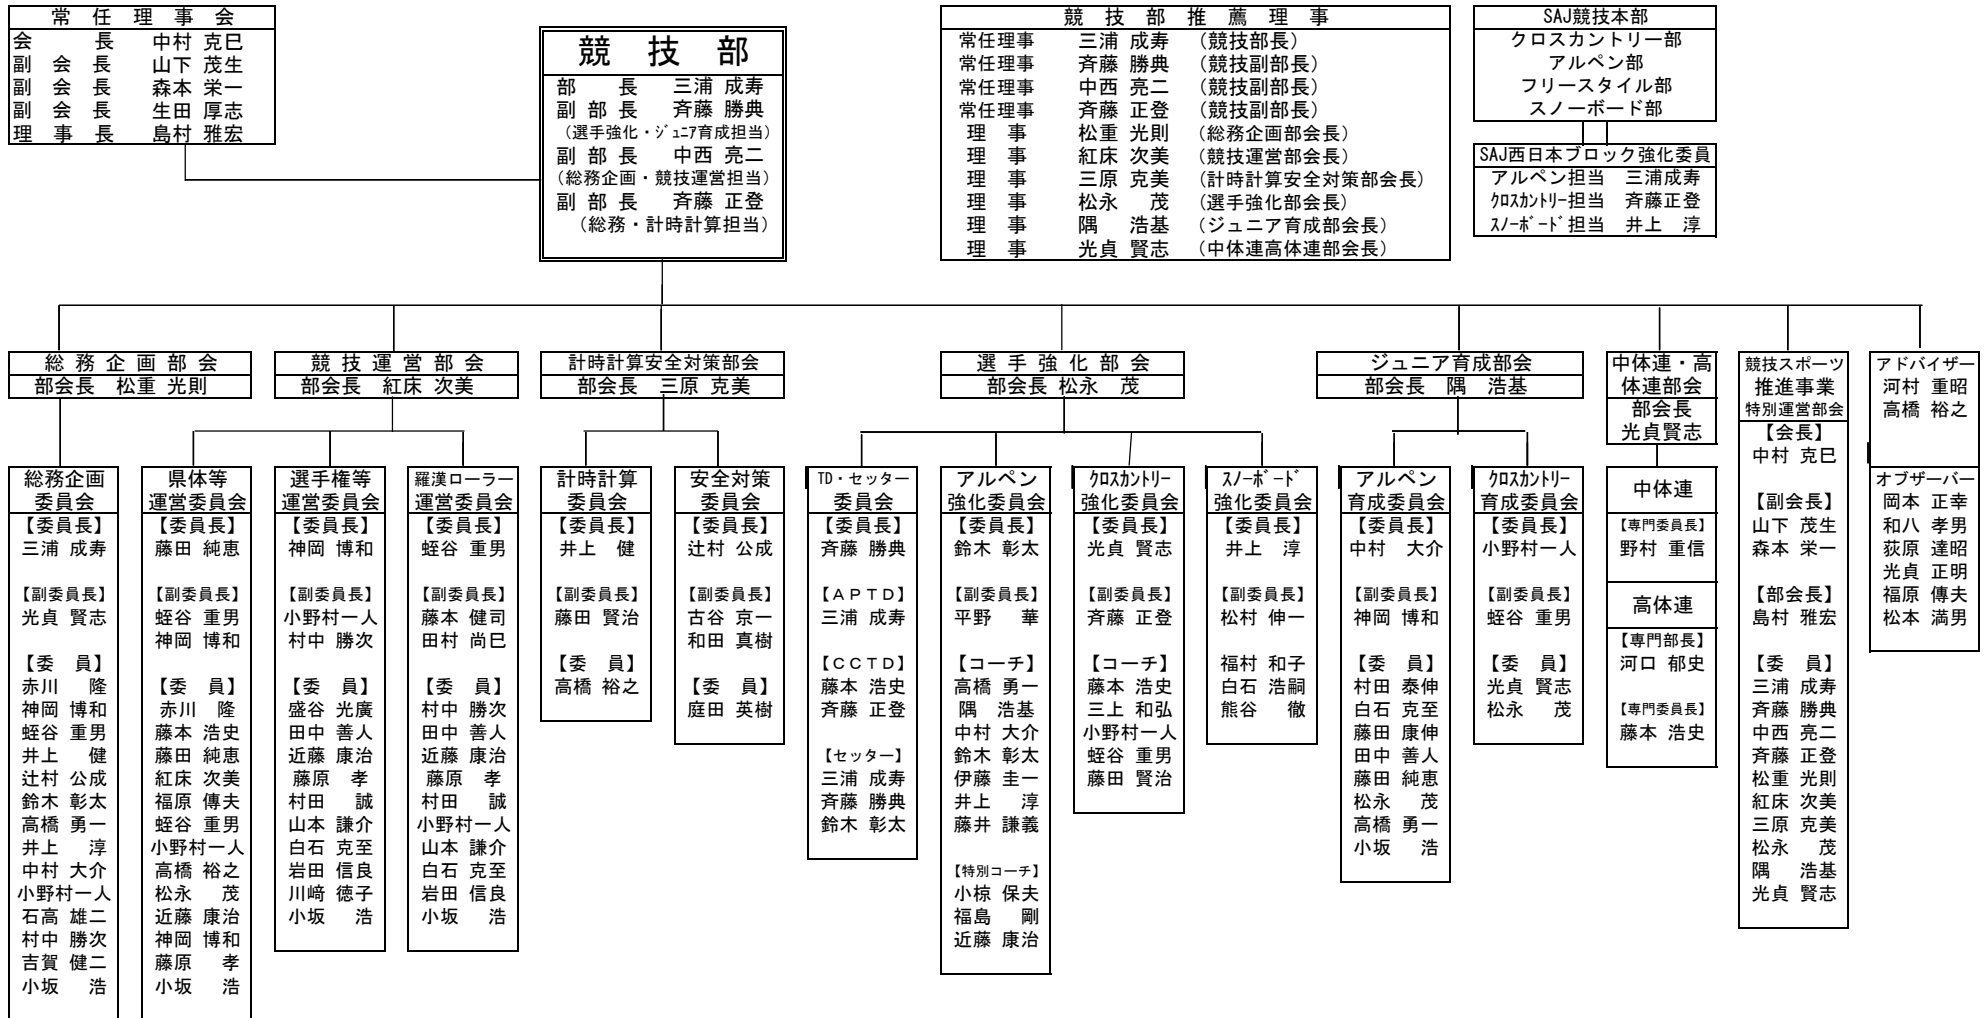 常任理事会
会長 中村 克巳
副会長 山下 茂生
副会長 森本 栄一
副会長 生田 厚志
理事長 島村 雅宏
競技部
部長 三浦 成寿
副部長 斉藤 勝典
(選手強化・ｼﾞｭﾆｱ育成担当)
副部長 中西 亮二
(総務企画・競技運営担当)
副部長 斉藤 正登
(総務・計時計算担当)
競技部推薦理事
常任理事 三浦 成寿 (競技部長)
常任理事 斉藤 勝典 (競技副部長)
常任理事 中西 亮二 (競技副部長)
常任理事 斉藤 正登 (競技副部長)
理事 松重 光則 (総務企画部会長)
理事 紅床 次美 (競技運営部会長)
理事 三原 克美 (計時計算安全対策部会長)
理事 松永 茂 (選手強化部会長)
理事 隅 浩基 (ジュニア育成部会長)
理事 光貞 賢志 (中体連高体連部会長)
SAJ競技本部
クロスカントリー部
アルペン部
フリースタイル部
スノーボード部
SAJ西日本ブロック強化委員
アルペン担当 三浦成寿
ｸﾛｽｶﾝﾄﾘｰ担当 斉藤正登
ｽﾉｰﾎﾞｰﾄﾞ担当 井上 淳
総務企画部会
部会長 松重 光則
競技運営部会
部会長 紅床 次美
計時計算安全対策部会
部会長 三原 克美
選手強化部会
部会長 松永 茂
ジュニア育成部会
部会長 隅 浩基
中体連・高
体連部会
部会長
光貞賢志
競技スポーツ
推進事業
特別運営部会
【会長】
中村 克巳
【副会長】
山下 茂生
森本 栄一
【部会長】
島村 雅宏
【委 員】
三浦 成寿
斉藤 勝典
中西 亮二
斉藤 正登
松重 光則
紅床 次美
三原 克美
松永 茂
隅 浩基
光貞 賢志
アドバイザー
河村 重昭
高橋 裕之
オブザーバー
岡本 正幸
和八 孝男
荻原 達昭
光貞 正明
福原 傳夫
松本 満男
総務企画
委員会
【委員長】
三浦 成寿
【副委員長】
光貞 賢志
【委 員】
赤川 隆
神岡 博和
蛭谷 重男
井上 健
辻村 公成
鈴木 彰太
高橋 勇一
井上 淳
中村 大介
小野村一人
石高 雄二
村中 勝次
吉賀 健二
小坂 浩
県体等
運営委員会
【委員長】
藤田 純恵
【副委員長】
蛭谷 重男
神岡 博和
【委 員】
赤川 隆
藤本 浩史
藤田 純恵
紅床 次美
福原 傳夫
蛭谷 重男
小野村一人
高橋 裕之
松永 茂
近藤 康治
神岡 博和
藤原 孝
小坂 浩
選手権等
運営委員会
【委員長】
神岡 博和
【副委員長】
小野村一人
村中 勝次
【委 員】
盛谷 光廣
田中 善人
近藤 康治
藤原 孝
村田 誠
山本 謙介
白石 克至
岩田 信良
川﨑 徳子
小坂 浩
羅漢ローラー
運営委員会
【委員長】
蛭谷 重男
【副委員長】
藤本 健司
田村 尚巳
【委 員】
村中 勝次
田中 善人
近藤 康治
藤原 孝
村田 誠
小野村一人
山本 謙介
白石 克至
岩田 信良
小坂 浩
計時計算
委員会
【委員長】
井上 健
【副委員長】
藤田 賢治
【委 員】
高橋 裕之
安全対策
委員会
【委員長】
辻村 公成
【副委員長】
古谷 京一
和田 真樹
【委 員】
庭田 英樹
TD・セッター
委員会
【委員長】
斉藤 勝典
【ＡＰＴＤ】
三浦 成寿
【ＣＣＴＤ】
藤本 浩史
斉藤 正登
【セッター】
三浦 成寿
斉藤 勝典
鈴木 彰太
アルペン
強化委員会
【委員長】
鈴木 彰太
【副委員長】
平野 華
【コーチ】
高橋 勇一
隅 浩基
中村 大介
鈴木 彰太
伊藤 圭一
井上 淳
藤井 謙義
【特別コーチ】
小椋 保夫
福島 剛
近藤 康治
ｸﾛｽｶﾝﾄﾘｰ
強化委員会
【委員長】
光貞 賢志
【副委員長】
斉藤 正登
【コーチ】
藤本 浩史
三上 和弘
小野村一人
蛭谷 重男
藤田 賢治
ｽﾉｰﾎﾞｰﾄﾞ
強化委員会
【委員長】
井上 淳
【副委員長】
松村 伸一
福村 和子
白石 浩嗣
熊谷 徹
アルペン
育成委員会
【委員長】
中村 大介
【副委員長】
神岡 博和
【委 員】
村田 泰伸
白石 克至
藤田 康伸
田中 善人
藤田 純恵
松永 茂
高橋 勇一
小坂 浩
ｸﾛｽｶﾝﾄﾘｰ
育成委員会
【委員長】
小野村一人
【副委員長】
蛭谷 重男
【委 員】
光貞 賢志
松永 茂
中体連
【専門委員長】
野村 重信
高体連
【専門部長】
河口 郁史
【専門委員長】
藤本 浩史